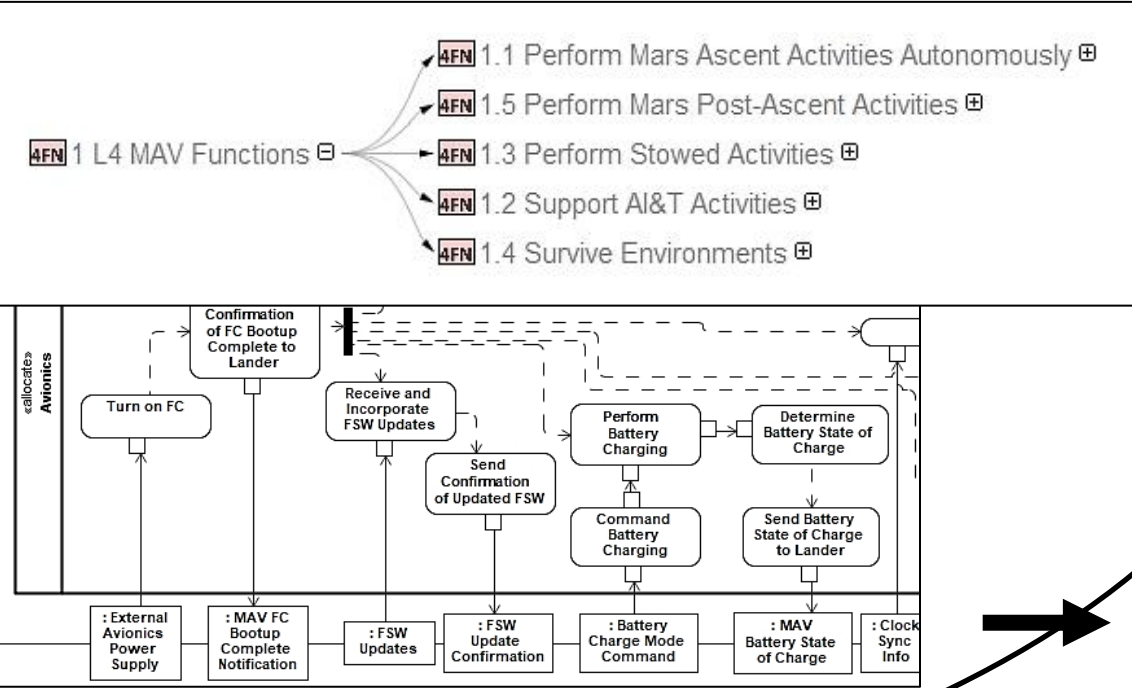 4FN 1.1 Perform Mars Ascent Activities Autonomously
4FN 1.5 Perform Mars Post-Ascent Activities
4FN 1 L4 MAV Functions
4FN 1.3 Perform Stowed Activities
4FN 1.2 Support AI&T Activities
4FN 1.4 Survive Environments
«allocate»
Avionics
Confirmation
of FC Bootup
Complete to
Lander
Turn on FC
Receive and
Incorporate
FSW Updates
Send
Confirmation
of Updated FSW
Perform
Battery
Charging
Determine
Battery State of
Charge
Command
Battery
Charging
Send Battery
State of Charge
to Lander
: External
Avionics
Power
Supply
: MAV FC
Bootup
Complete
Notification
: FSW
Updates
: FSW
Update
Confirmation
: Battery
Charge Mode
Command
: MAV
Battery State
of Charge
: Clock
Sync
Info